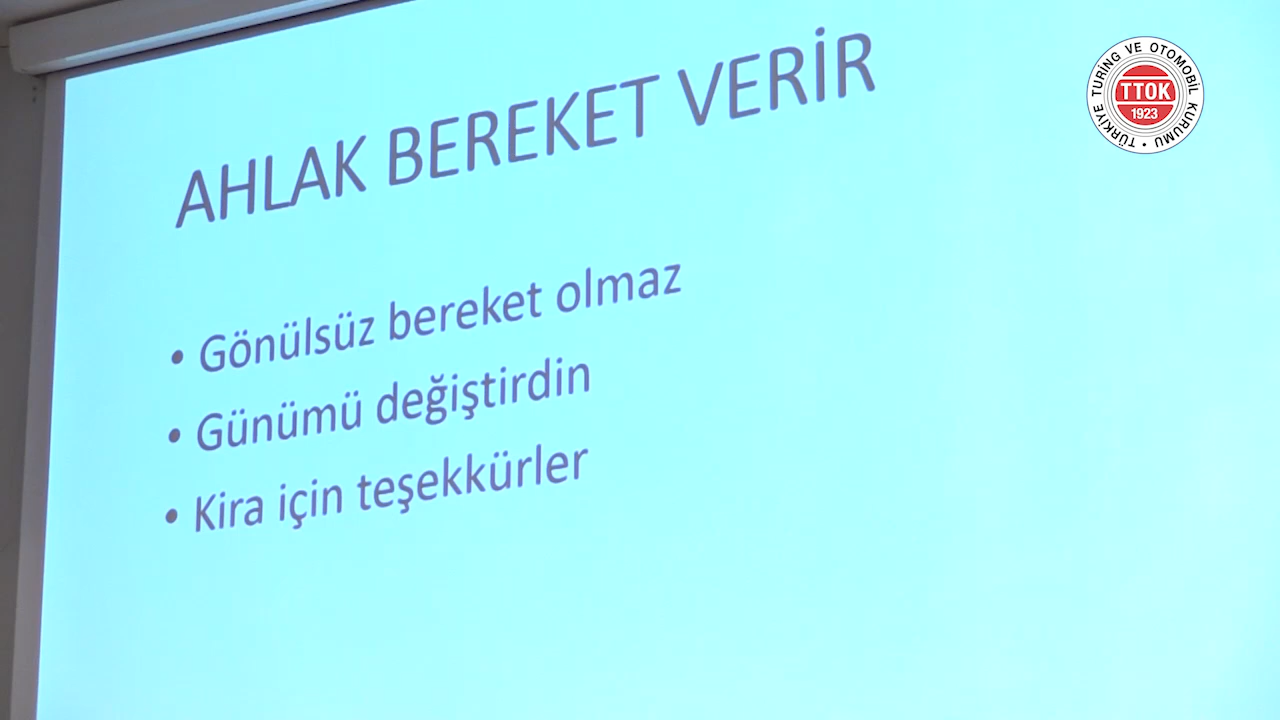 AHLAK BEREKET VERİR
• Gönülsüz bereket olmaz
• Günümü değiştirdin
• Kira için teşekkürler
TÜRKİYE TURİNG VE OTOMOBİL KURUMU •
TTOK
1923